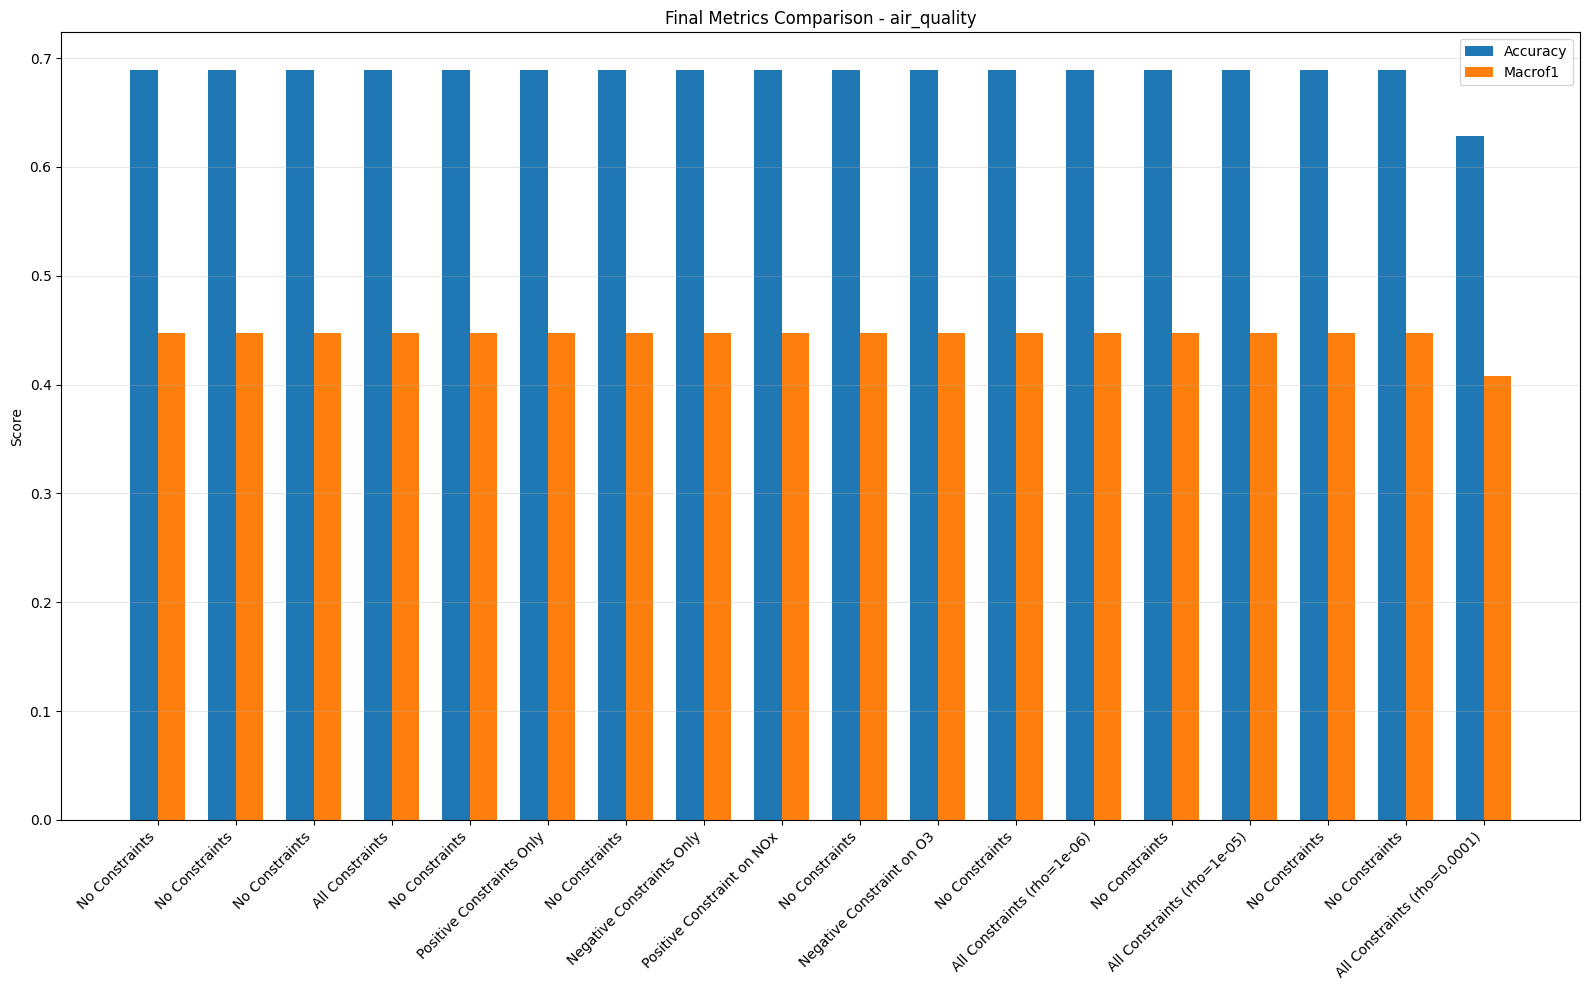 Final Metrics Comparison - air_quality
Accuracy
Macrof1
Score
0.7
0.6
0.5
0.4
0.3
0.2
0.1
0.0
No Constraints
No Constraints
No Constraints
All Constraints
No Constraints
Positive Constraints Only
No Constraints
Negative Constraints Only
Positive Constraint on NOx
No Constraints
Negative Constraint on O3
No Constraints
All Constraints (rho=1e-06)
No Constraints
All Constraints (rho=1e-05)
No Constraints
No Constraints
All Constraints (rho=0.0001)